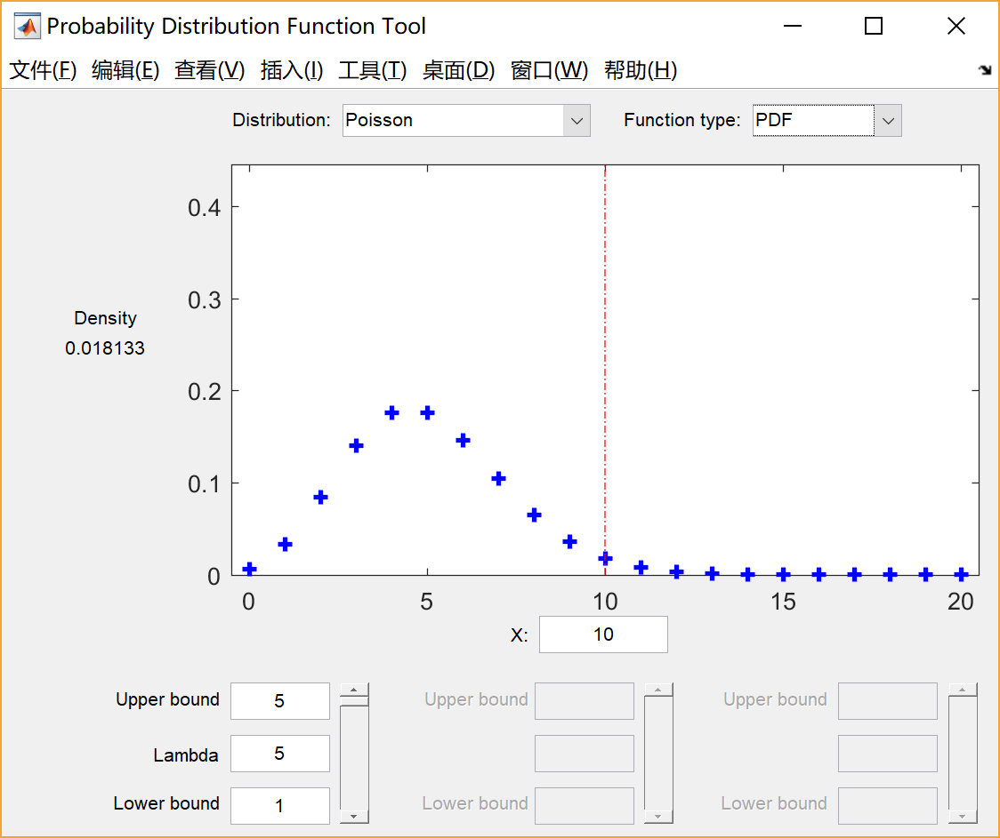 Probability Distribution Function Tool
文件(F) 编辑(E) 查看(V) 插入(I) 工具(T) 桌面(D) 窗口(W) 帮助(H)
Distribution: Poisson Function type: PDF
0.4
0.3
Density
0.018133
0.2
0.1
0
0 5 10 15 20
X: 10
Upper bound 5 Upper bound Upper bound
Lambda 5
Lower bound 1 Lower bound Lower bound